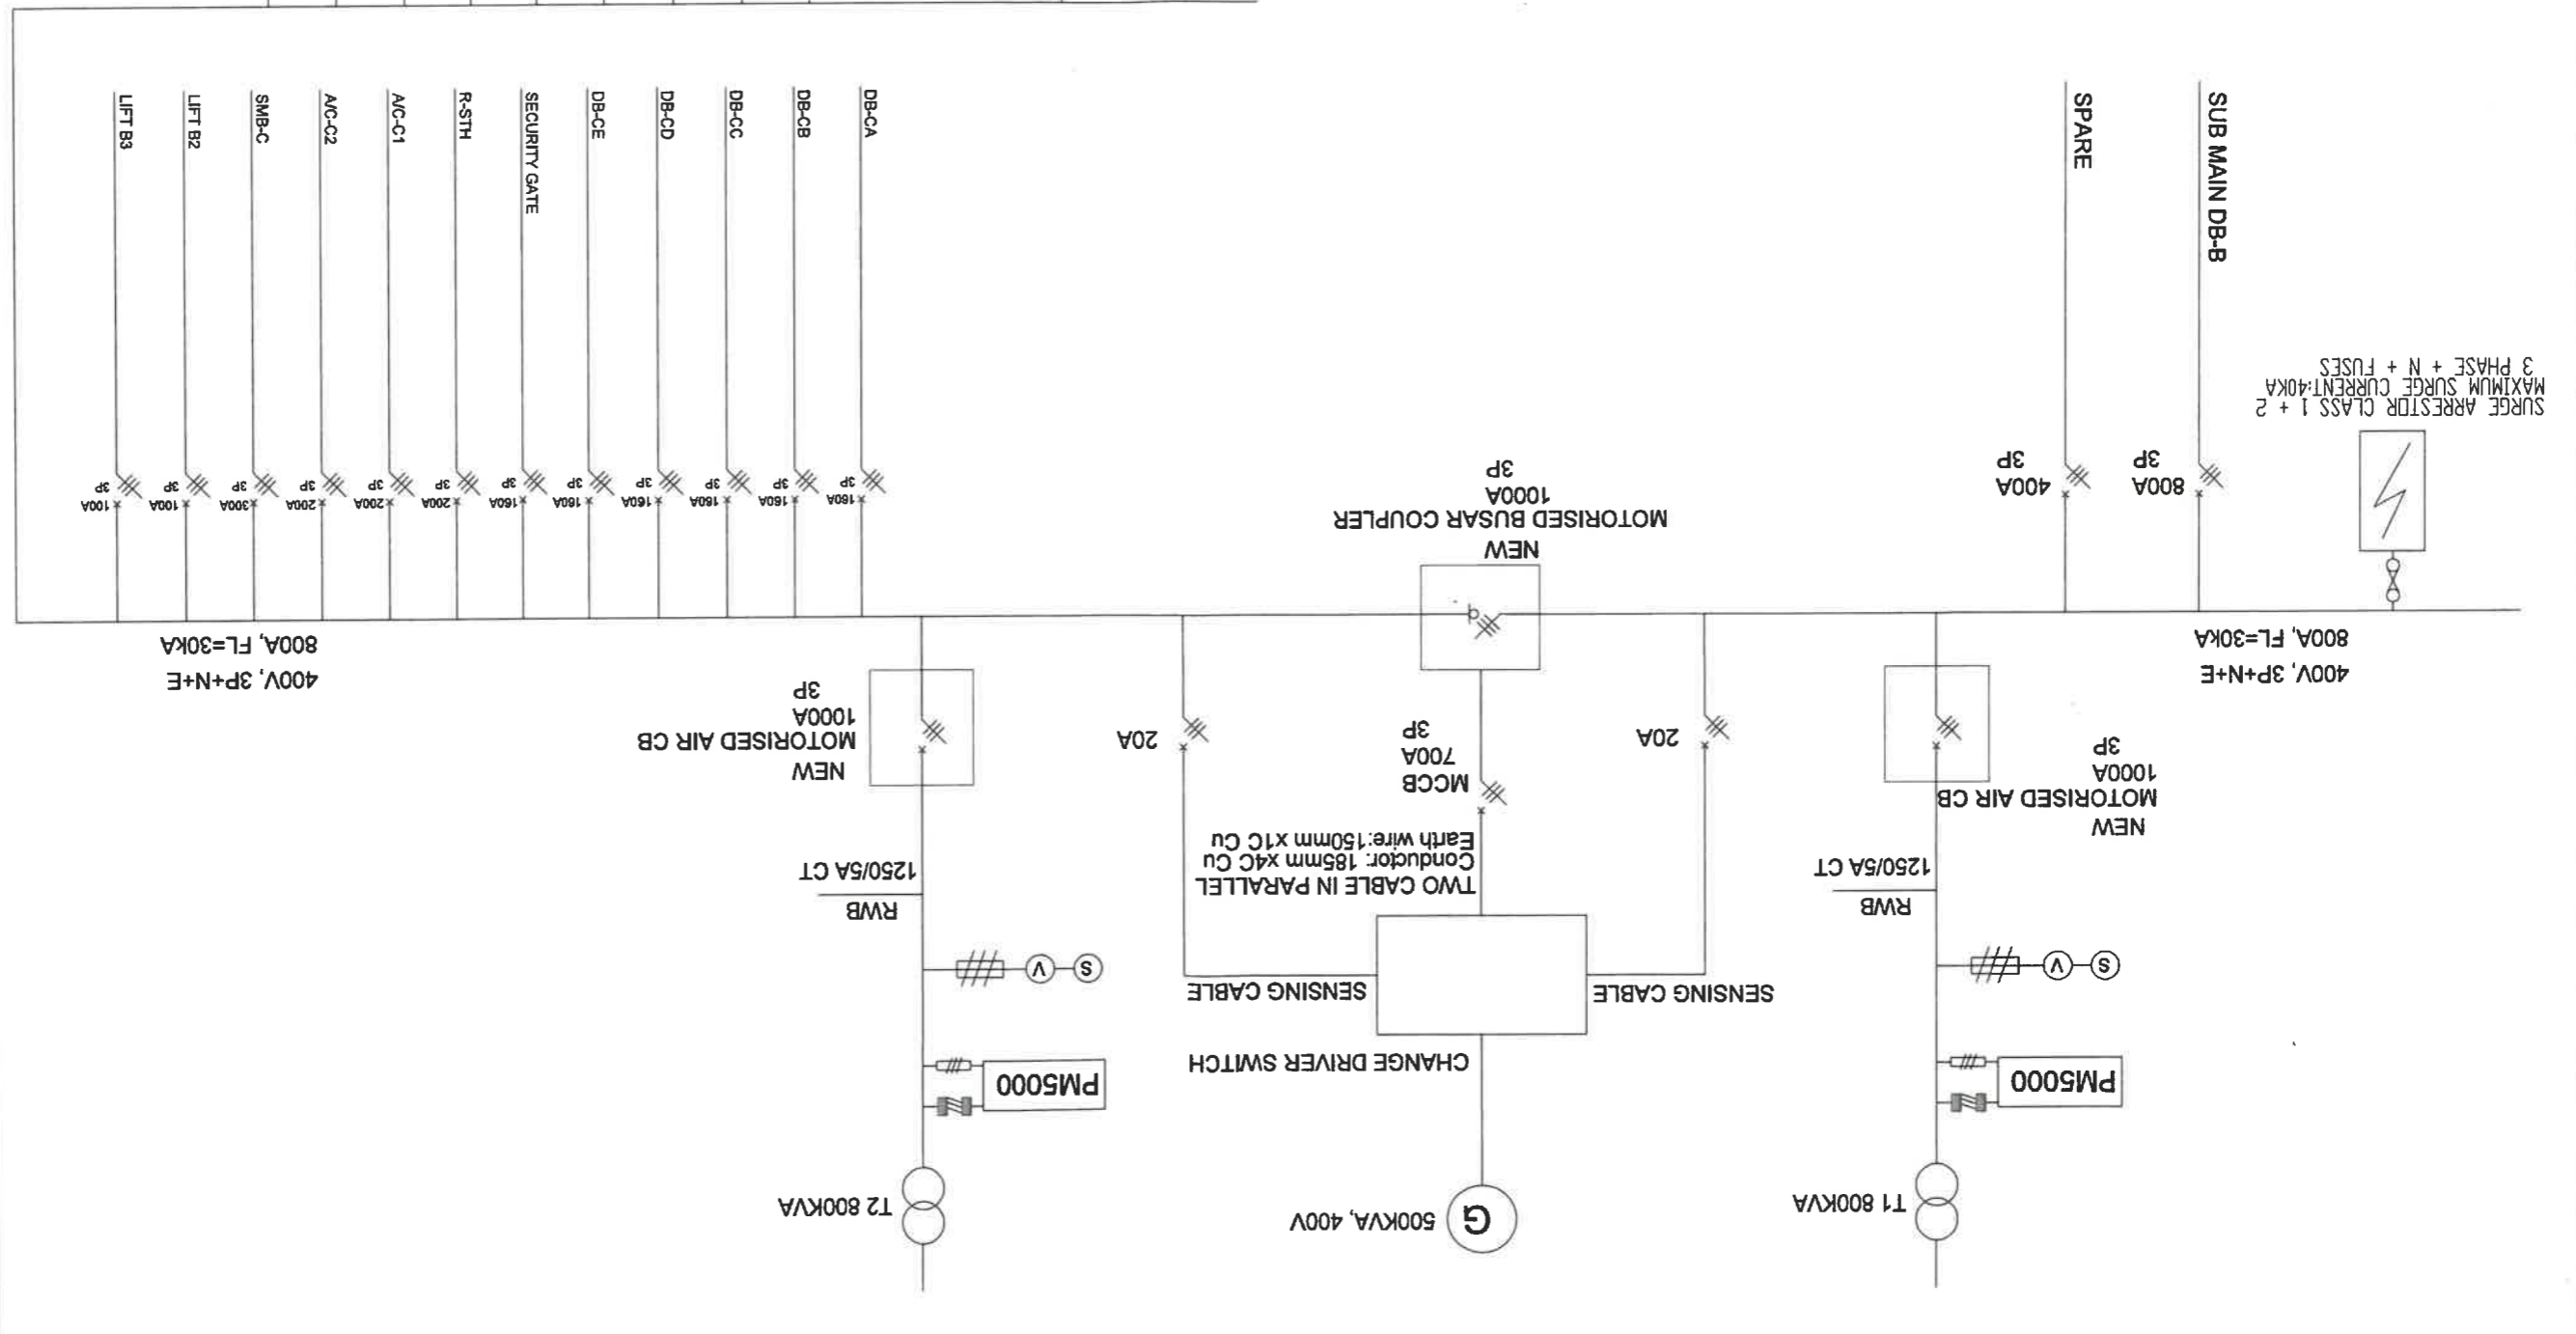 T1 800KVA
500KVA, 400V
G
T2 800KVA
PM5000
PM5000
CHANGE DRIVER SWITCH
SENSING CABLE
SENSING CABLE
S
V
S
V
RWB
1250/5A CT
RWB
1250/5A CT
TWO CABLE IN PARALLEL
Conductor: 185mm x4C Cu
Earth wire:150mm x1C Cu
MCCB
700A
3P
NEW
MOTORISED AIR CB
1000A
3P
20A
20A
NEW
MOTORISED AIR CB
1000A
3P
400V, 3P+N+E
800A, FL=30kA
400V, 3P+N+E
800A, FL=30kA
NEW
MOTORISED BUSAR COUPLER
1000A
3P
SURGE ARRESTOR CLASS 1 + 2
MAXIMUM SURGE CURRENT:40KA
3 PHASE + N + FUSES
800A
3P
400A
3P
160A
3P
160A
3P
160A
3P
160A
3P
160A
3P
160A
3P
200A
3P
200A
3P
200A
3P
300A
3P
100A
3P
100A
3P
SUB MAIN DB-B
SPARE
DB-CA
DB-CB
DB-CC
DB-CD
DB-CE
SECURITY GATE
R-STH
A/C-C1
A/C-C2
SMB-C
LIFT B2
LIFT B3